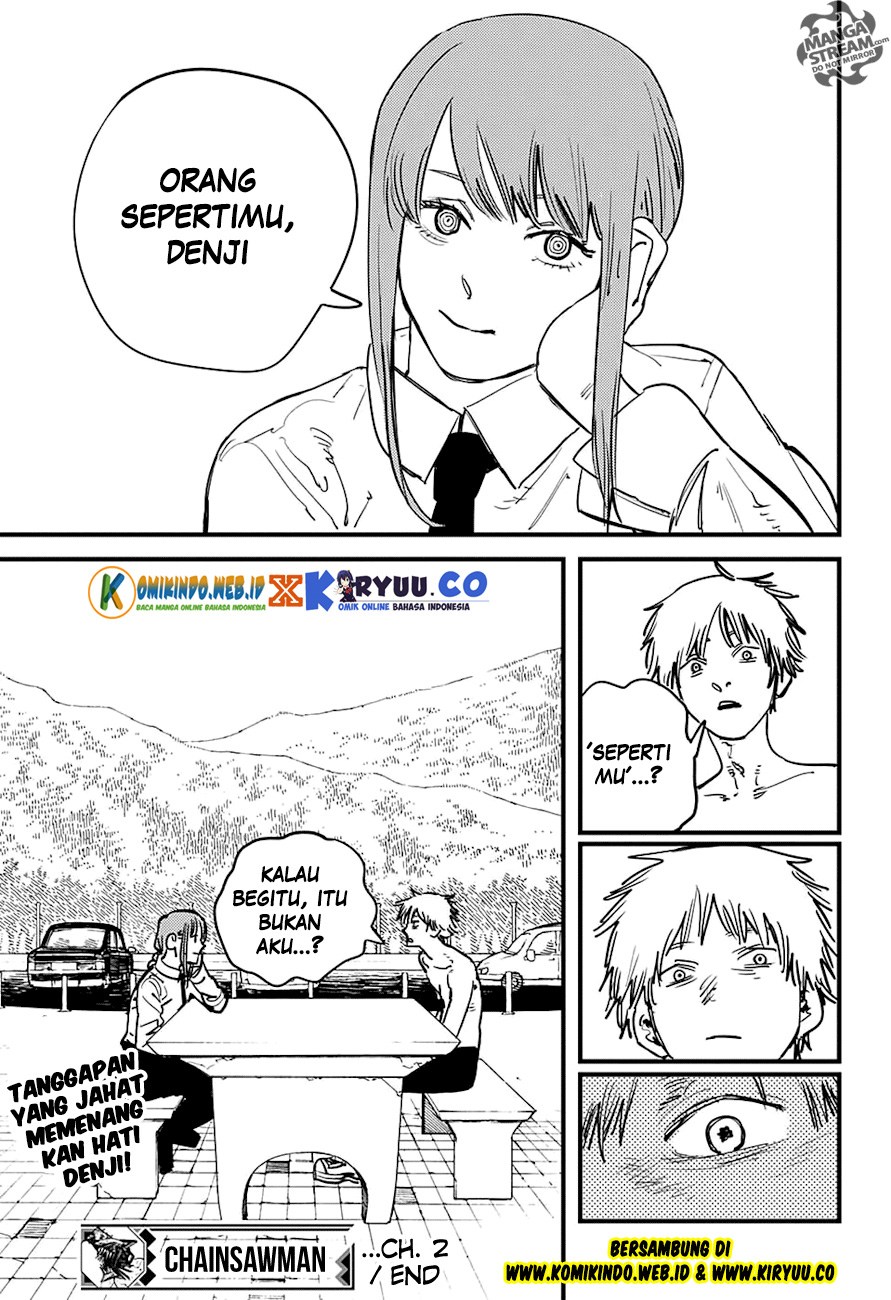 MANGA
STREAM.com
DO NOT MIRROR
ORANG
SEPERTIMU,
DENJI
KOMIKINDO.WEB.ID X KIRYUU.CO
BACA MANGA ONLINE BAHASA INDONESIA
OMIK ONLINE BAHASA INDONESIA
'SEPERTI
MU'...?
KALAU
BEGITU, ITU
BUKAN
AKU...?
TANGGAPAN
YANG JAHAT
MEMENANG
KAN HATI
DENJI!
CHAINSAWMAN
...CH. 2
/ END
BERSAMBUNG DI
WWW.KOMIKINDO.WEB.ID & WWW.KIRYUU.CO